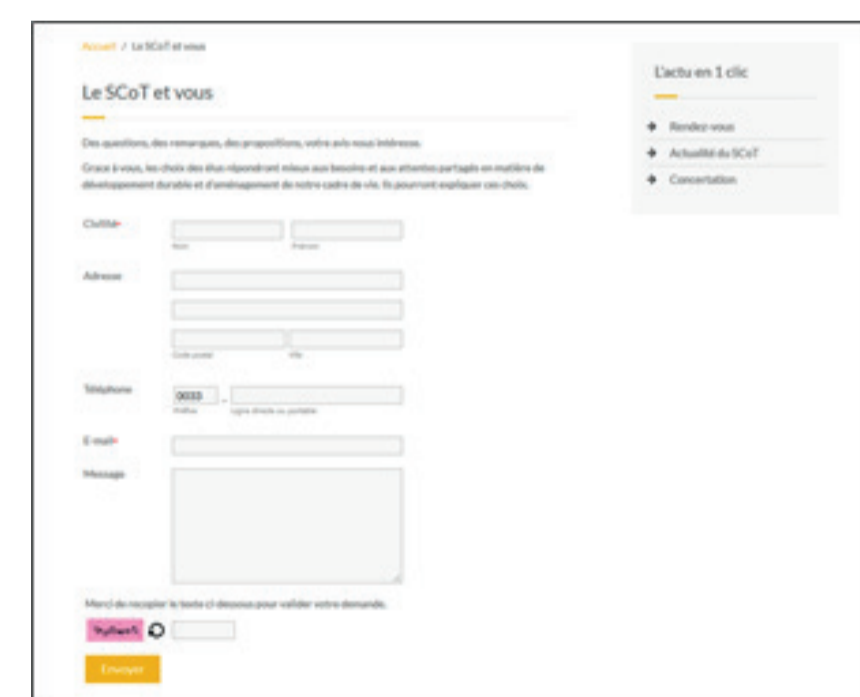 Accueil / Le SCoT et vous
Le SCoT et vous
Des questions, des remarques, des propositions, votre avis nous intéresse.
Grace à vous, les choix des élus répondront mieux aux besoins et aux attentes partagés en matière de
développement durable et d'aménagement de notre cadre de vie. Ils pourront expliquer ces choix.
Civilité*
Nom Prénom
Adresse
Code postal Ville
Téléphone
0033 -
Préfixe Ligne directe ou portable
E-mail*
Message
Merci de recopier le texte ci-dessous pour valider votre demande.
Envoyer
L'actu en 1 clic
Rendez-vous
Actualité du SCoT
Concertation